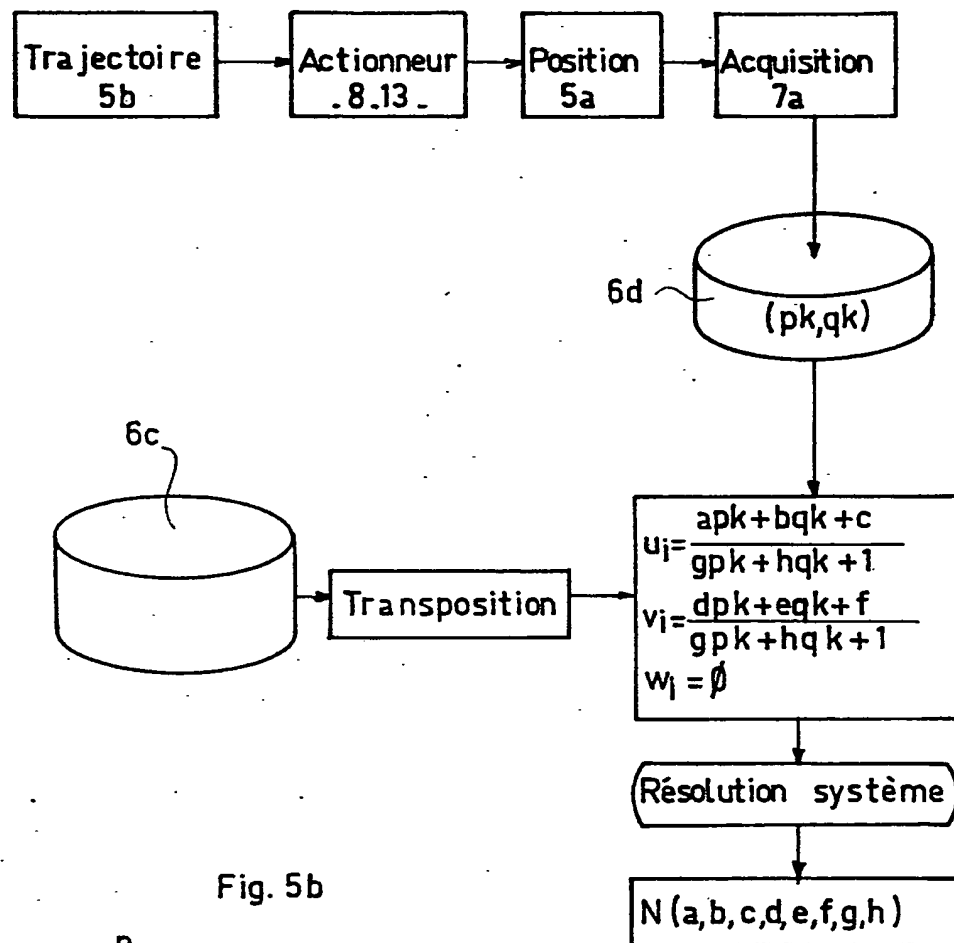 Trajectoire
5b
Actionneur
.8.13.
Position
5a
Acquisition
7a
6d
(pk,qk)
6c
Transposition
ui= apk+bqk+c
gpk+hqk+1
vi= dpk+eqk+f
gpk+hqk+1
wi = ∅
Résolution système
Fig. 5b
N(a,b,c,d,e,f,g,h)